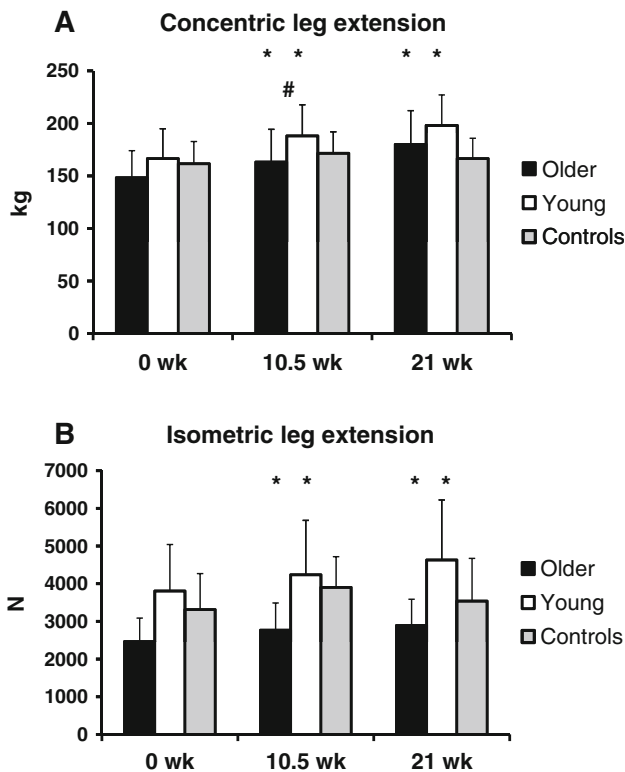 A Concentric leg extension
* * * *
#
250
200
150
100
50
0
kg
0 wk 10.5 wk 21 wk
Older
Young
Controls
B Isometric leg extension
* * * *
7000
6000
5000
4000
3000
2000
1000
0
N
0 wk 10.5 wk 21 wk
Older
Young
Controls